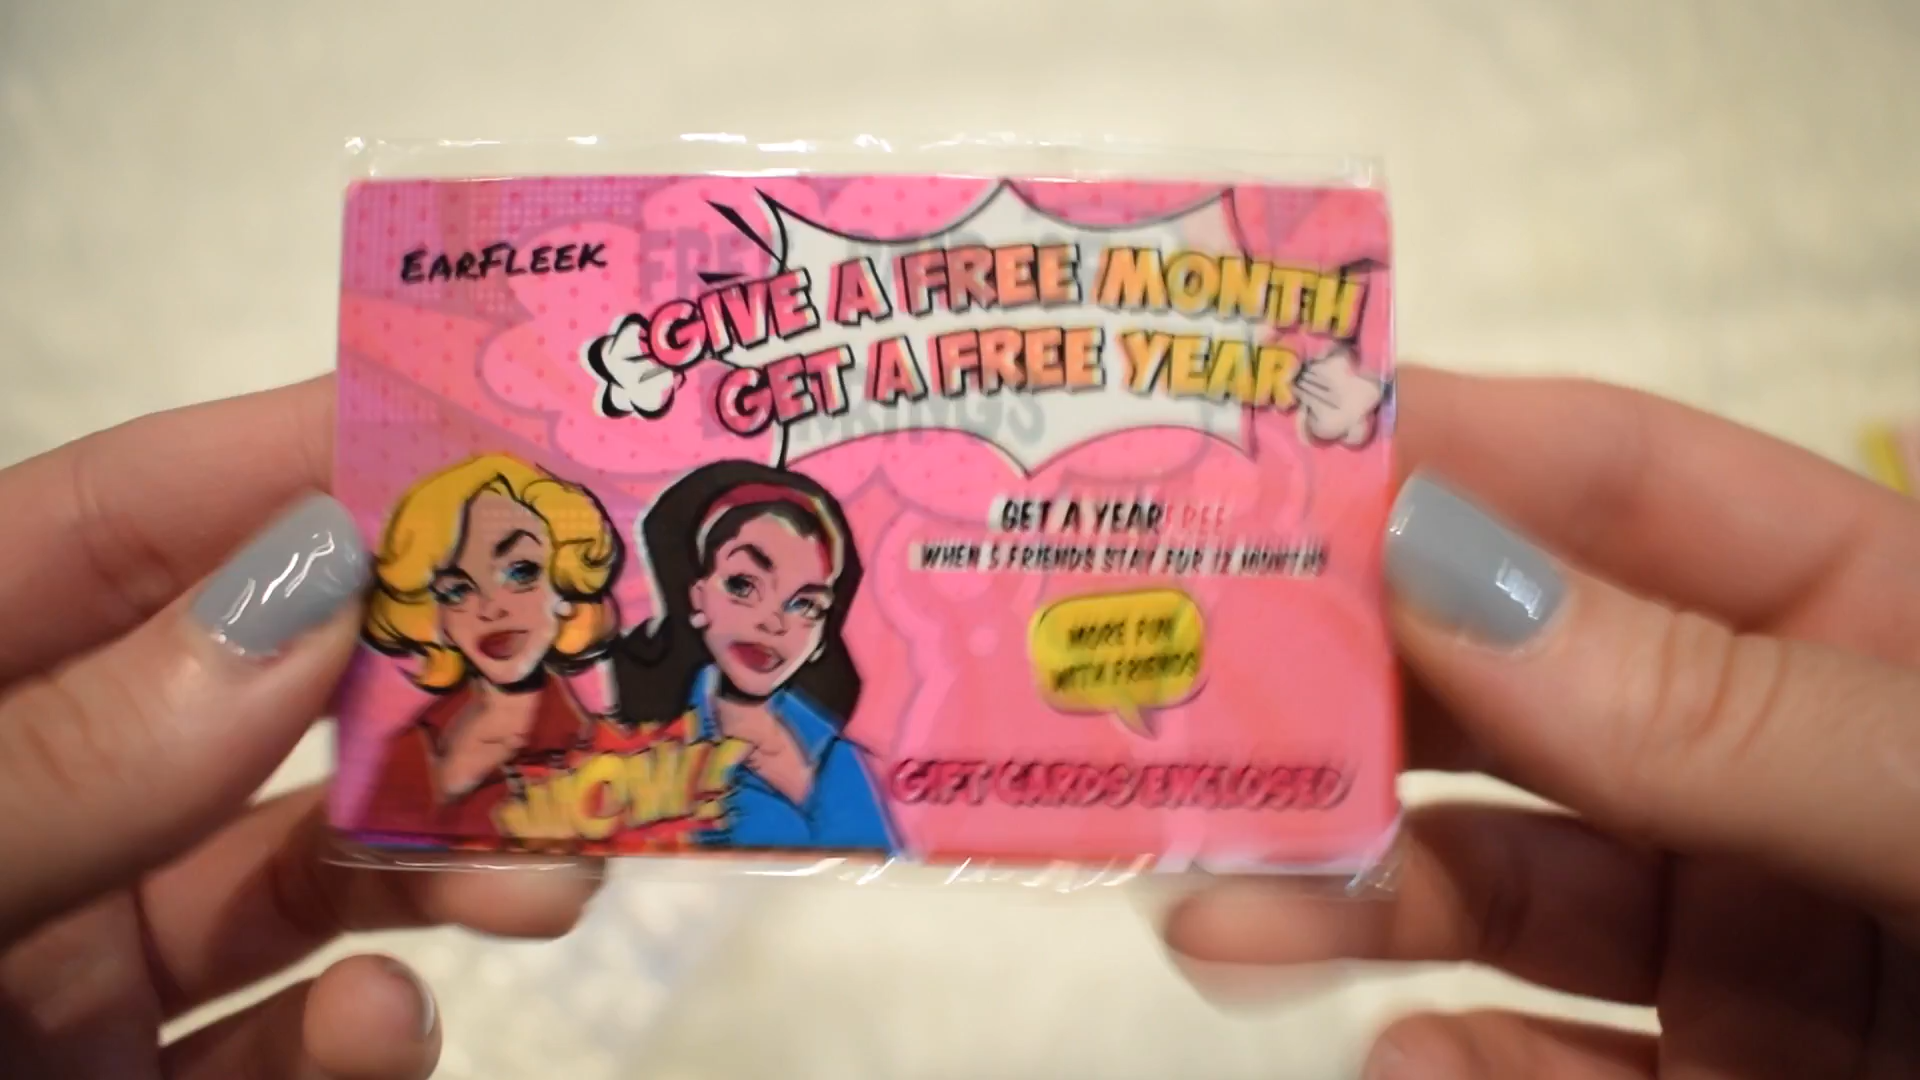 EARFLEEK
GIVE A FREE MONTH
GET A FREE YEAR
GET A YEAR FREE
WHEN 5 FRIENDS STAY FOR 12 MONTHS
MORE FUN
WITH FRIENDS
WOW!!
GIFT CARDS ENCLOSED